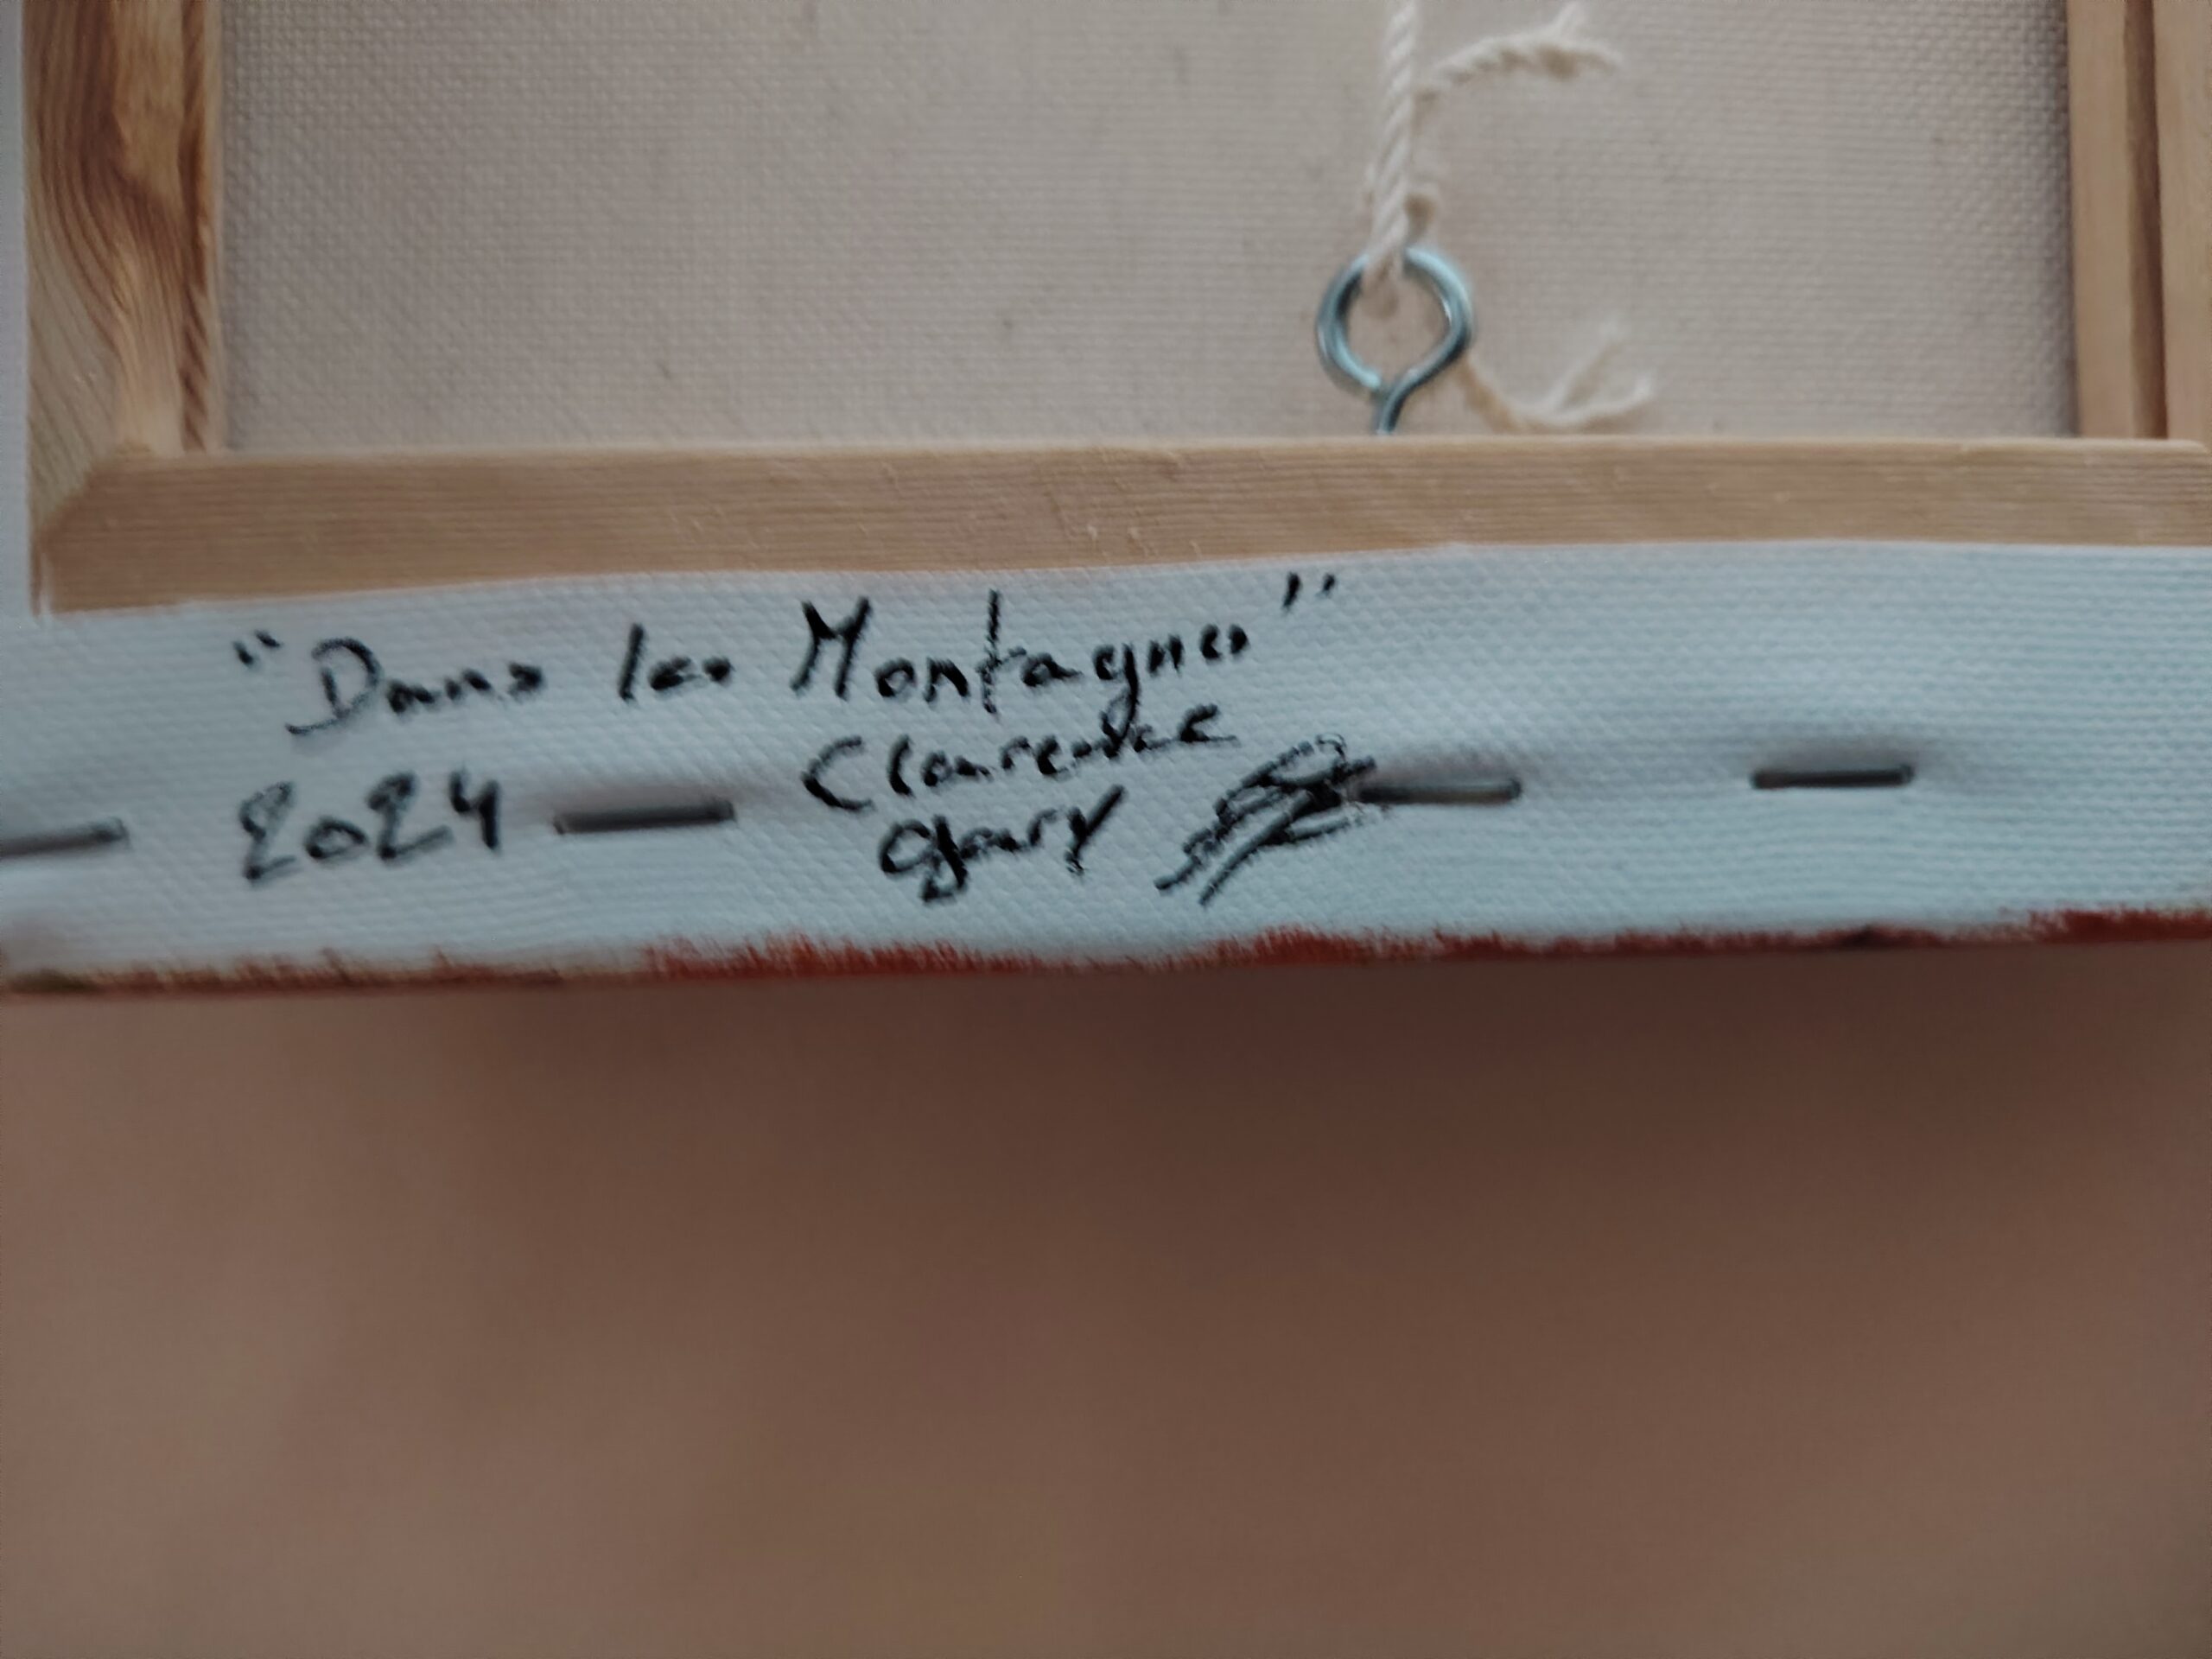 "Dans les Montagnes"
2024 Clarence
Gary